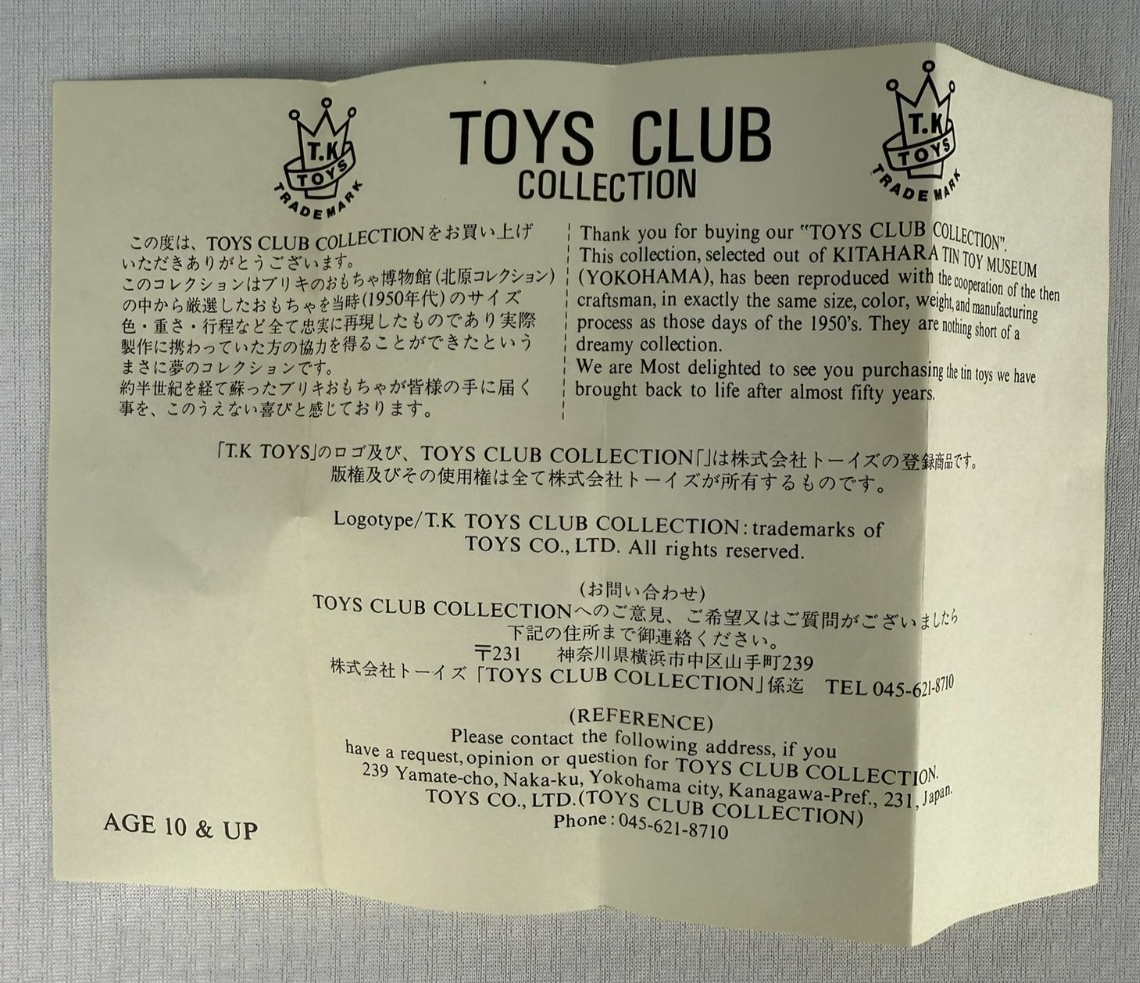 T.K
TOYS
TRADEMARK
TOYS CLUB
COLLECTION
T.K
TOYS
TRADEMARK
この度は、TOYS CLUB COLLECTIONをお買い上げ
いただきありがとうございます。
このコレクションはブリキのおもちゃ博物館(北原コレクション)
の中から厳選したおもちゃを当時(1950年代)のサイズ
色・重さ・行程など全て忠実に再現したものであり実際
製作に携わっていた方の協力を得ることができたという
まさに夢のコレクションです。
約半世紀を経て蘇ったブリキおもちゃが皆様の手に届く
事を、このうえない喜びと感じております。
Thank you for buying our "TOYS CLUB COLLECTION".
This collection, selected out of KITAHARA TIN TOY MUSEUM
(YOKOHAMA), has been reproduced with the cooperation of the then
craftsman, in exactly the same size, color, weight, and manufacturing
process as those days of the 1950's. They are nothing short of a
dreamy collection.
We are Most delighted to see you purchasing the tin toys we have
brought back to life after almost fifty years.
「T.K TOYS」のロゴ及び、TOYS CLUB COLLECTION「」は株式会社トーイズの登録商品です。
版権及びその使用権は全て株式会社トーイズが所有するものです。
Logotype/T.K TOYS CLUB COLLECTION: trademarks of
TOYS CO., LTD. All rights reserved.
(お問い合わせ)
TOYS CLUB COLLECTIONへのご意見、ご希望又はご質問がございましたら
下記の住所まで御連絡ください。
〒231 神奈川県横浜市中区山手町239
株式会社トーイズ「TOYS CLUB COLLECTION」係迄 TEL 045-621-8710
(REFERENCE)
Please contact the following address, if you
have a request, opinion or question for TOYS CLUB COLLECTION.
239 Yamate-cho, Naka-ku, Yokohama city, Kanagawa-Pref., 231, Japan.
TOYS CO., LTD. (TOYS CLUB COLLECTION)
Phone: 045-621-8710
AGE 10 & UP